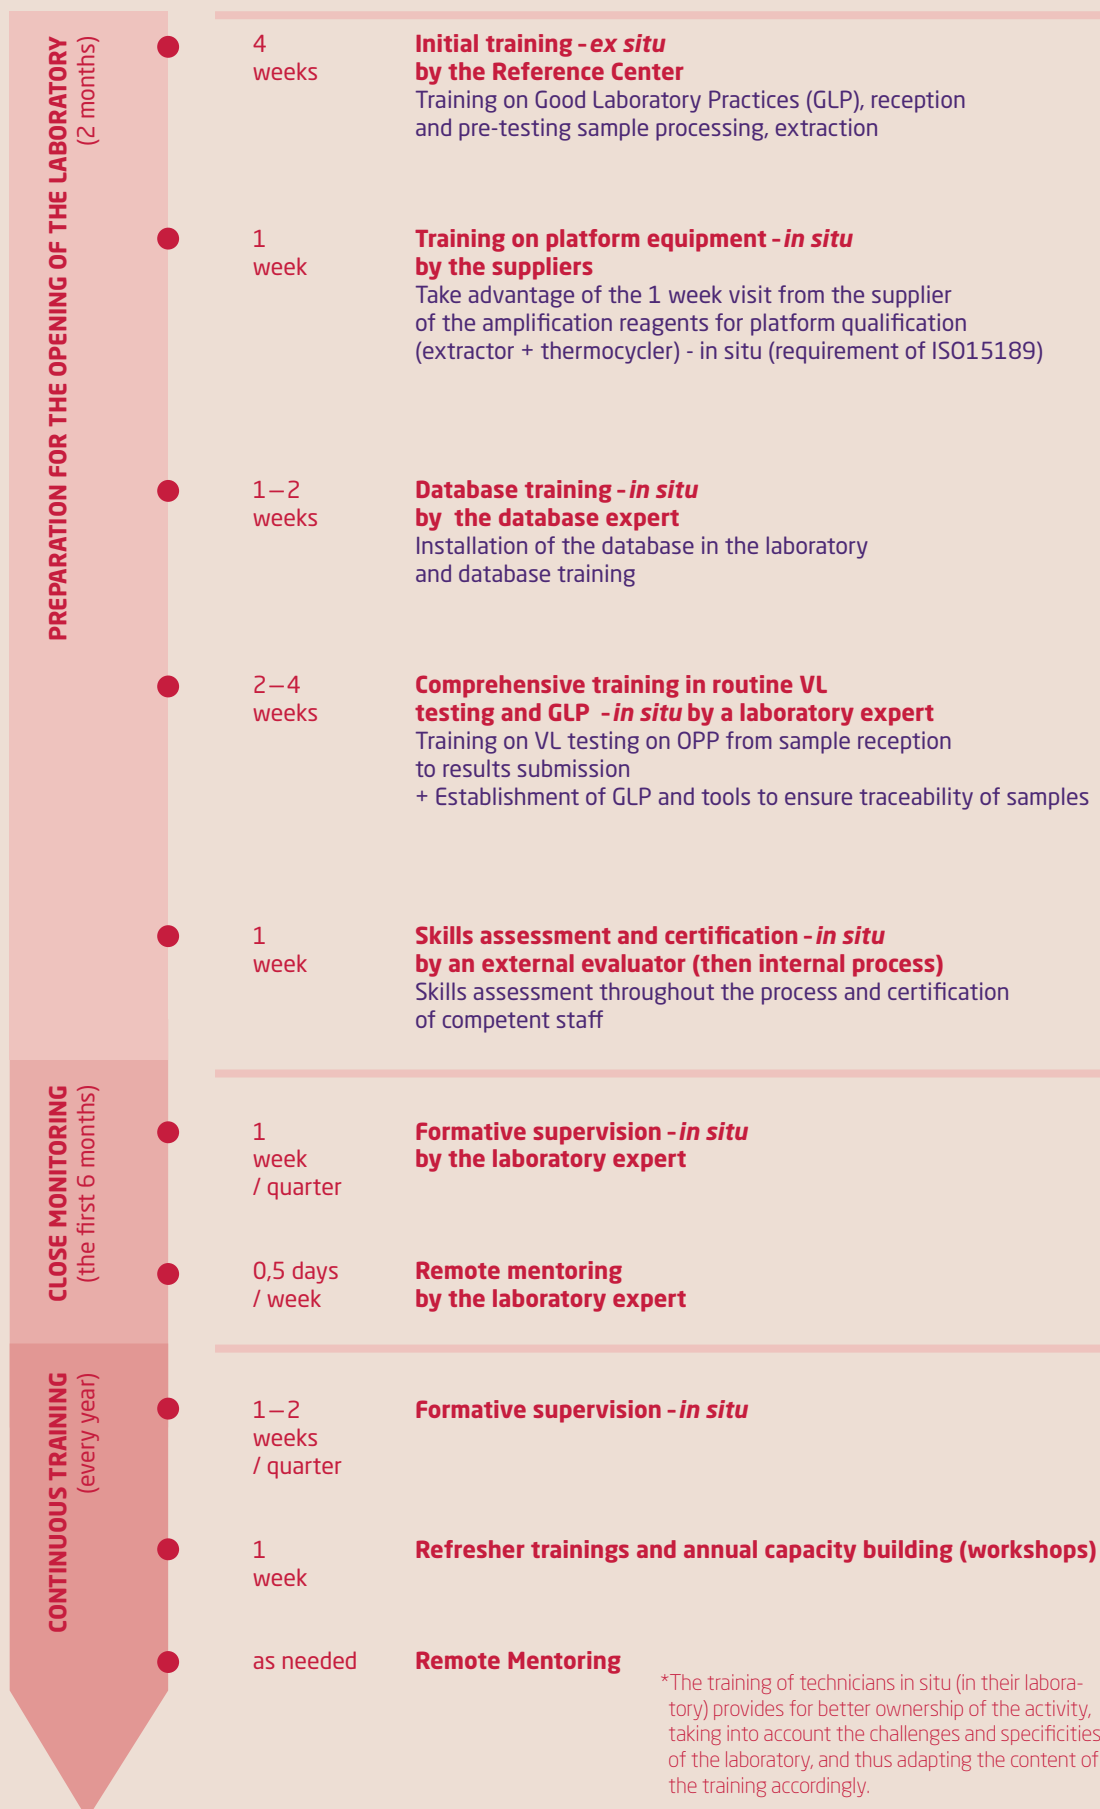 PREPARATION FOR THE OPENING OF THE LABORATORY
(2 months)
4
weeks
Initial training – ex situ
by the Reference Center
Training on Good Laboratory Practices (GLP), reception
and pre-testing sample processing, extraction
1
week
Training on platform equipment – in situ
by the suppliers
Take advantage of the 1 week visit from the supplier
of the amplification reagents for platform qualification
(extractor + thermocycler) - in situ (requirement of ISO15189)
1—2
weeks
Database training – in situ
by the database expert
Installation of the database in the laboratory
and database training
2—4
weeks
Comprehensive training in routine VL
testing and GLP – in situ by a laboratory expert
Training on VL testing on OPP from sample reception
to results submission
+ Establishment of GLP and tools to ensure traceability of samples
1
week
Skills assessment and certification – in situ
by an external evaluator (then internal process)
Skills assessment throughout the process and certification
of competent staff
CLOSE MONITORING
(the first 6 months)
1
week
/ quarter
Formative supervision – in situ
by the laboratory expert
0,5 days
/ week
Remote mentoring
by the laboratory expert
CONTINUOUS TRAINING
(every year)
1—2
weeks
/ quarter
Formative supervision – in situ
1
week
Refresher trainings and annual capacity building (workshops)
as needed
Remote Mentoring
*The training of technicians in situ (in their labora-
tory) provides for better ownership of the activity,
taking into account the challenges and specificities
of the laboratory, and thus adapting the content of
the training accordingly.